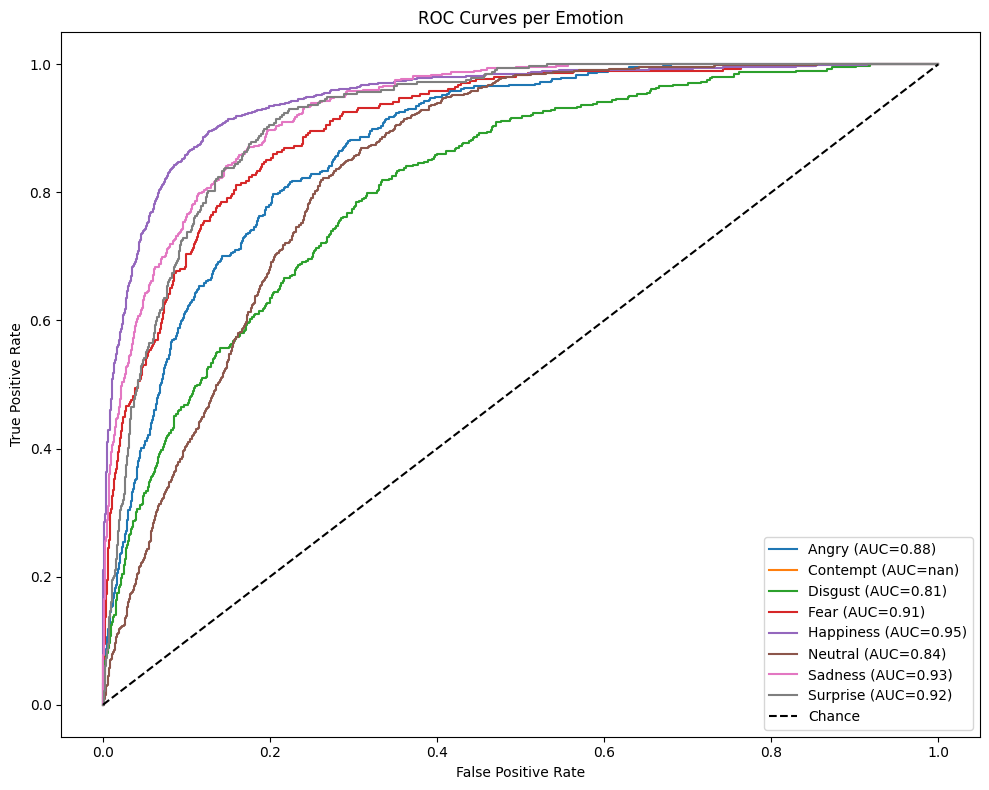 ROC Curves per Emotion
True Positive Rate
1.0
0.8
0.6
0.4
0.2
0.0
0.0 0.2 0.4 0.6 0.8 1.0
False Positive Rate
Angry (AUC=0.88)
Contempt (AUC=nan)
Disgust (AUC=0.81)
Fear (AUC=0.91)
Happiness (AUC=0.95)
Neutral (AUC=0.84)
Sadness (AUC=0.93)
Surprise (AUC=0.92)
Chance